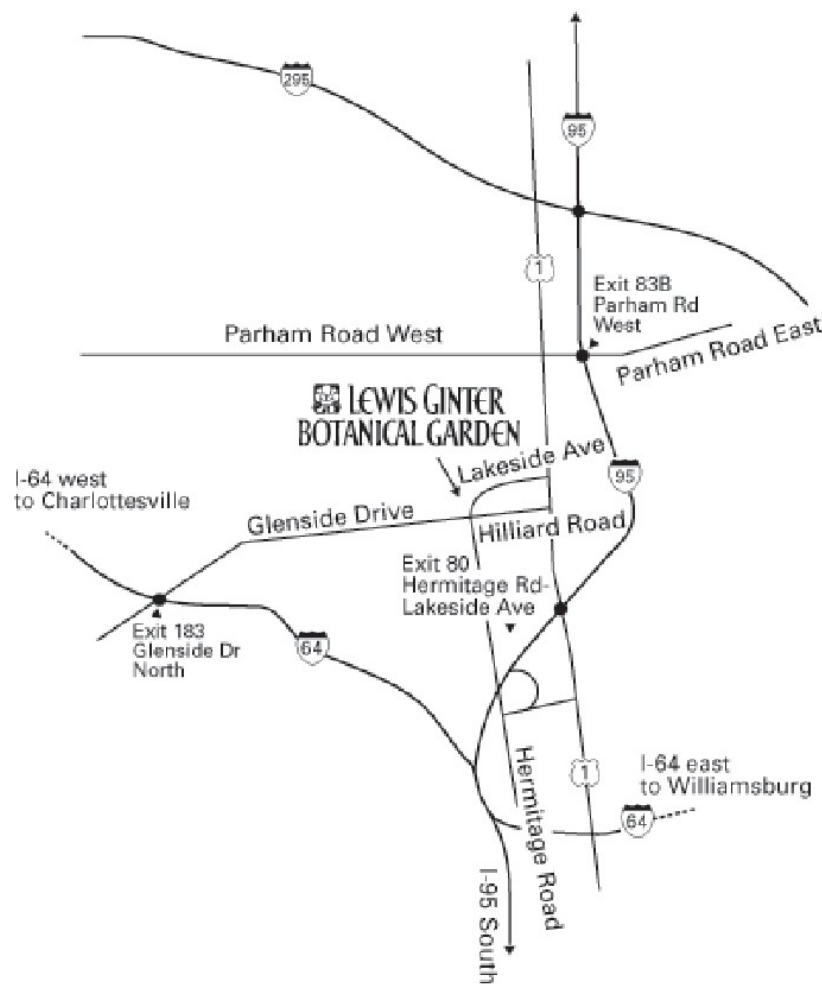 295
95
1
Exit 83B
Parham Rd
West
Parham Road West
Parham Road East
LEWIS GINTER
BOTANICAL GARDEN
Lakeside Ave
95
I-64 west
to Charlottesville
Glenside Drive
Hilliard Road
Exit 80
Hermitage Rd-
Lakeside Ave
Exit 183
Glenside Dr
North
64
Hermitage Road
1
I-64 east
to Williamsburg
64
I-95 South